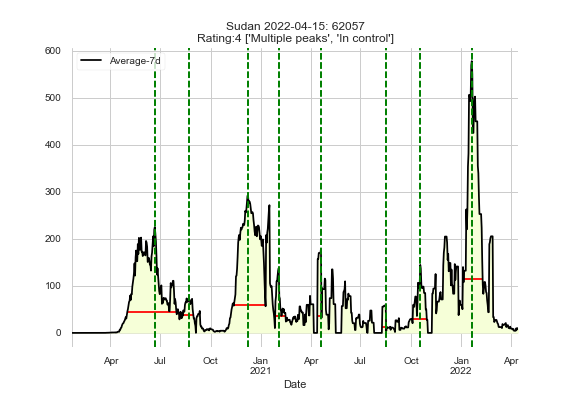 Sudan 2022-04-15: 62057
Rating:4 ['Multiple peaks', 'In control']
Average-7d
600
500
400
300
200
100
0
Apr Jul Oct Jan Apr Jul Oct Jan Apr
2021 2022
Date